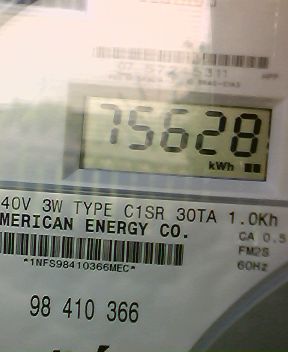 75628
kWh
40V 3W TYPE C1SR 30TA 1.0Kh
MERICAN ENERGY CO.
CA 0.5
FM2S
*1NFS98410366MEC*
60Hz
98 410 366